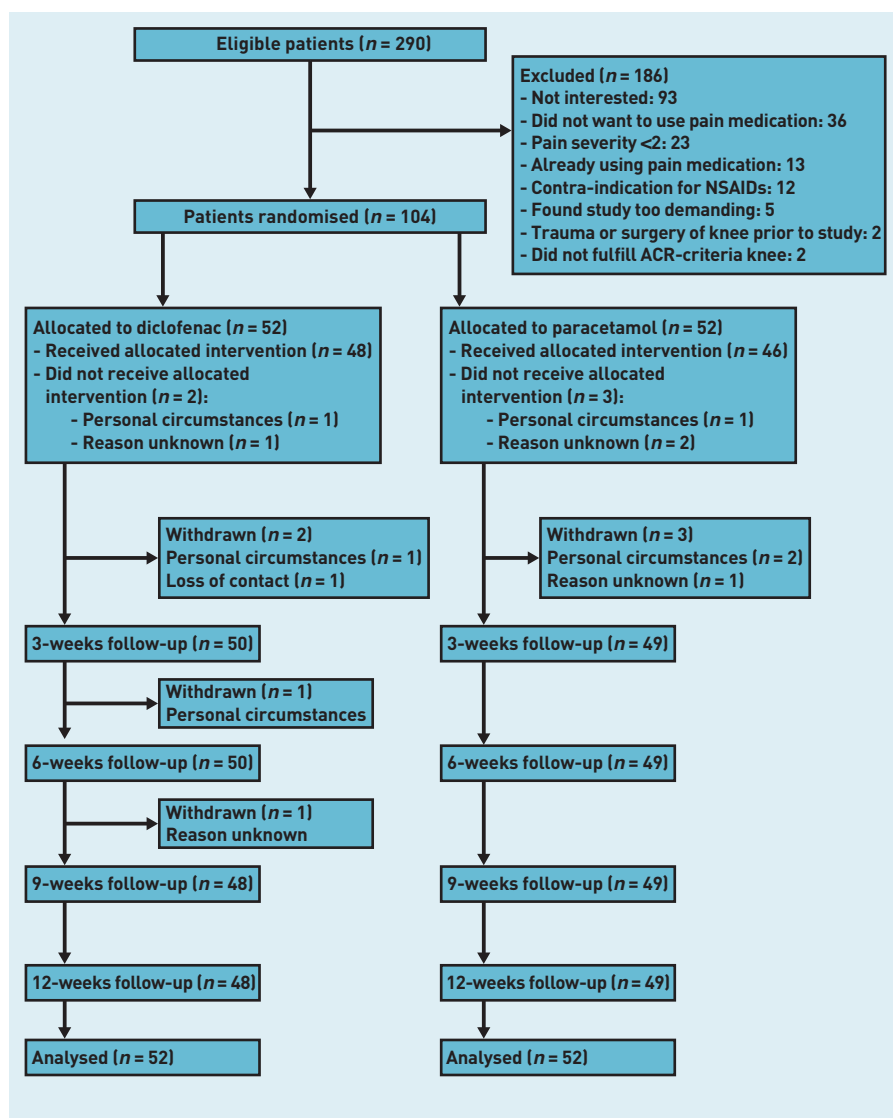 Eligible patients (n = 290)
Excluded (n = 186)
- Not interested: 93
- Did not want to use pain medication: 36
- Pain severity <2: 23
- Already using pain medication: 13
- Contra-indication for NSAIDs: 12
- Found study too demanding: 5
- Trauma or surgery of knee prior to study: 2
- Did not fulfill ACR-criteria knee: 2
Patients randomised (n = 104)
Allocated to diclofenac (n = 52)
- Received allocated intervention (n = 48)
- Did not receive allocated
intervention (n = 2):
- Personal circumstances (n = 1)
- Reason unknown (n = 1)
Allocated to paracetamol (n = 52)
- Received allocated intervention (n = 46)
- Did not receive allocated
intervention (n = 3):
- Personal circumstances (n = 1)
- Reason unknown (n = 2)
Withdrawn (n = 2)
Personal circumstances (n = 1)
Loss of contact (n = 1)
Withdrawn (n = 3)
Personal circumstances (n = 2)
Reason unknown (n = 1)
3-weeks follow-up (n = 50)
3-weeks follow-up (n = 49)
Withdrawn (n = 1)
Personal circumstances
6-weeks follow-up (n = 50)
6-weeks follow-up (n = 49)
Withdrawn (n = 1)
Reason unknown
9-weeks follow-up (n = 48)
9-weeks follow-up (n = 49)
12-weeks follow-up (n = 48)
12-weeks follow-up (n = 49)
Analysed (n = 52)
Analysed (n = 52)